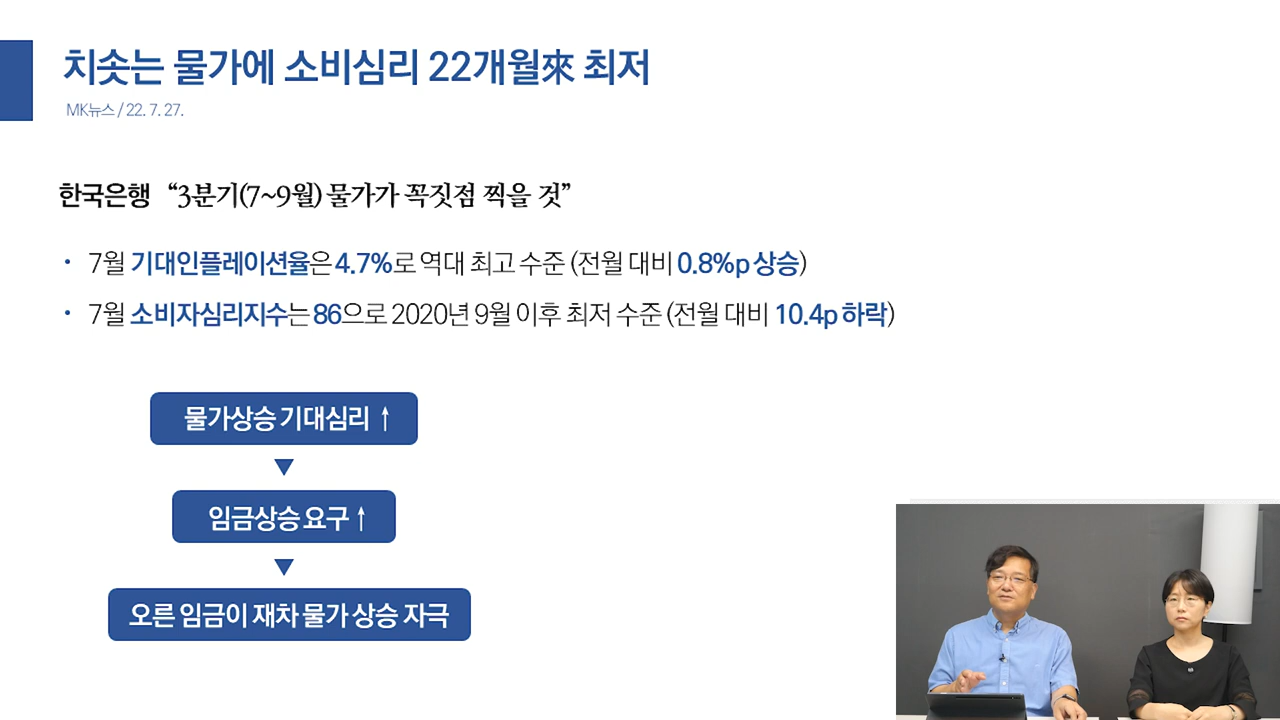 치솟는 물가에 소비심리 22개월來 최저
MK뉴스 / 22. 7. 27.
한국은행 “3분기(7~9월) 물가가 꼭짓점 찍을 것”
• 7월 기대인플레이션율은 4.7%로 역대 최고 수준 (전월 대비 0.8%p 상승)
• 7월 소비자심리지수는 86으로 2020년 9월 이후 최저 수준 (전월 대비 10.4p 하락)
물가상승 기대심리 ↑
▼
임금상승 요구 ↑
▼
오른 임금이 재차 물가 상승 자극